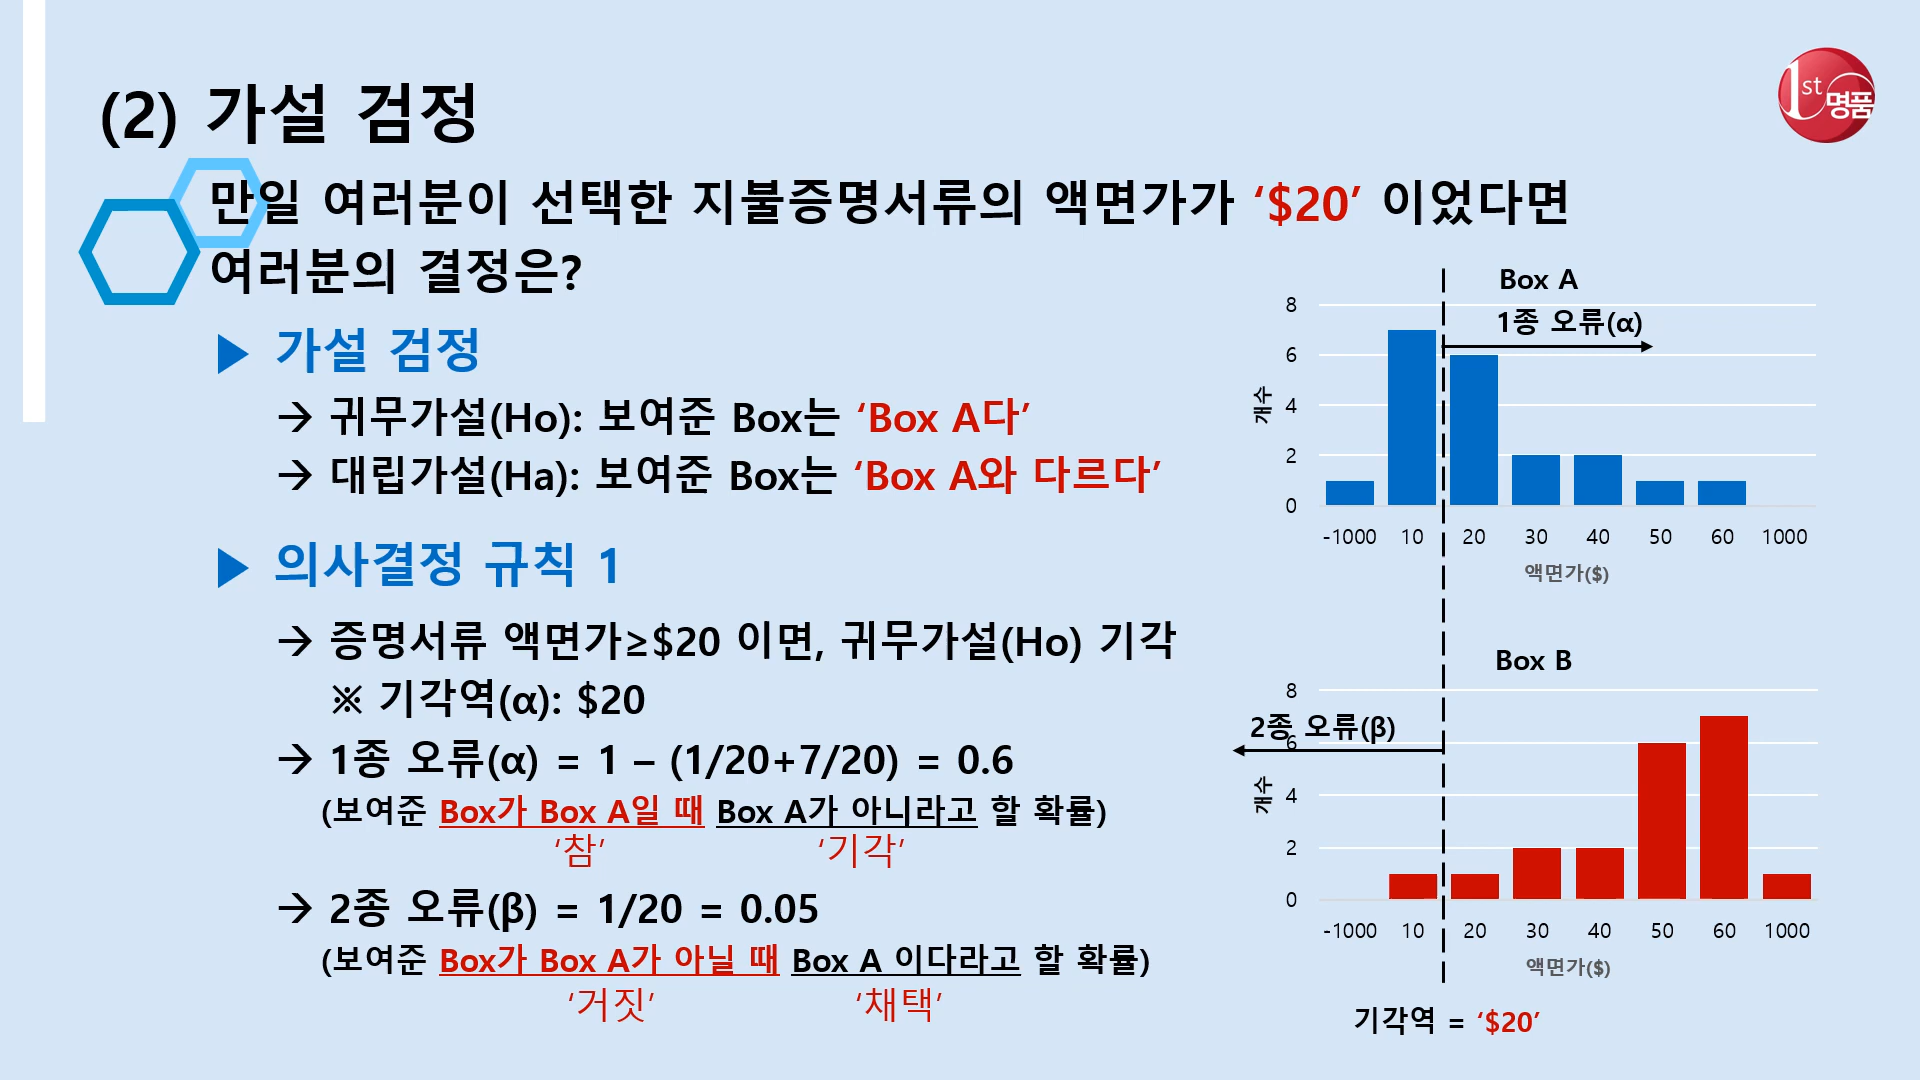 (2) 가설 검정
1st 명품
만일 여러분이 선택한 지불증명서류의 액면가가 ‘$20’ 이었다면
여러분의 결정은?
▶ 가설 검정
→ 귀무가설(Ho): 보여준 Box는 ‘Box A다’
→ 대립가설(Ha): 보여준 Box는 ‘Box A와 다르다’
▶ 의사결정 규칙 1
→ 증명서류 액면가≥$20 이면, 귀무가설(Ho) 기각
※ 기각역(α): $20
→ 1종 오류(α) = 1 – (1/20+7/20) = 0.6
(보여준 Box가 Box A일 때 Box A가 아니라고 할 확률)
‘참’ ‘기각’
→ 2종 오류(β) = 1/20 = 0.05
(보여준 Box가 Box A가 아닐 때 Box A 이다라고 할 확률)
‘거짓’ ‘채택’
Box A
1종 오류(α)
8
6
4
2
0
개수
-1000 10 20 30 40 50 60 1000
액면가($)
Box B
2종 오류(β)
8
6
4
2
0
개수
-1000 10 20 30 40 50 60 1000
액면가($)
기각역 = ‘$20’